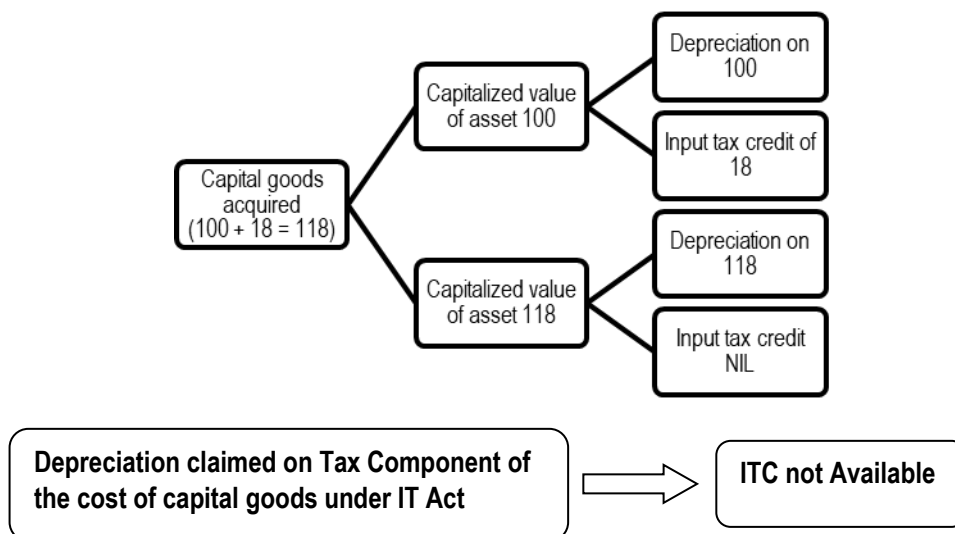 Capital goods
acquired
(100 + 18 = 118)
Capitalized value
of asset 100
Depreciation on
100
Input tax credit of
18
Capitalized value
of asset 118
Depreciation on
118
Input tax credit
NIL
Depreciation claimed on Tax Component of
the cost of capital goods under IT Act
ITC not Available